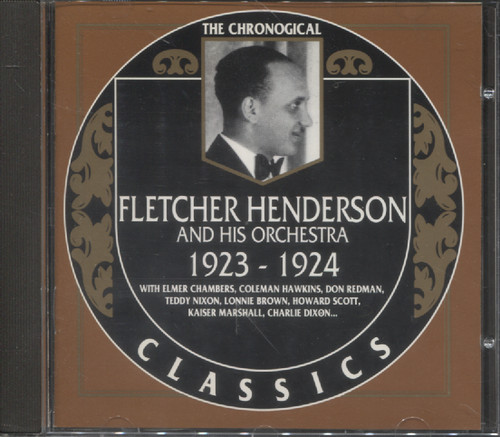 THE CHRONOGICAL
FLETCHER HENDERSON
AND HIS ORCHESTRA
1923 - 1924
WITH ELMER CHAMBERS, COLEMAN HAWKINS, DON REDMAN,
TEDDY NIXON, LONNIE BROWN, HOWARD SCOTT,
KAISER MARSHALL, CHARLIE DIXON...
CLASSICS